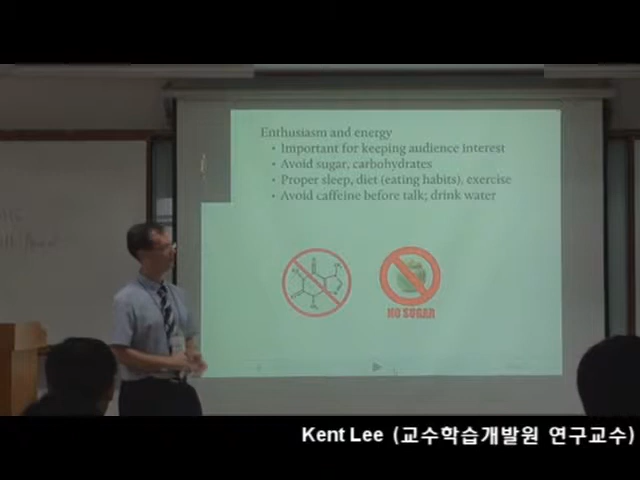 Enthusiasm and energy
• Important for keeping audience interest
• Avoid sugar, carbohydrates
• Proper sleep, diet (eating habits), exercise
• Avoid caffeine before talk; drink water
NO SUGAR
Kent Lee (교수학습개발원 연구교수)